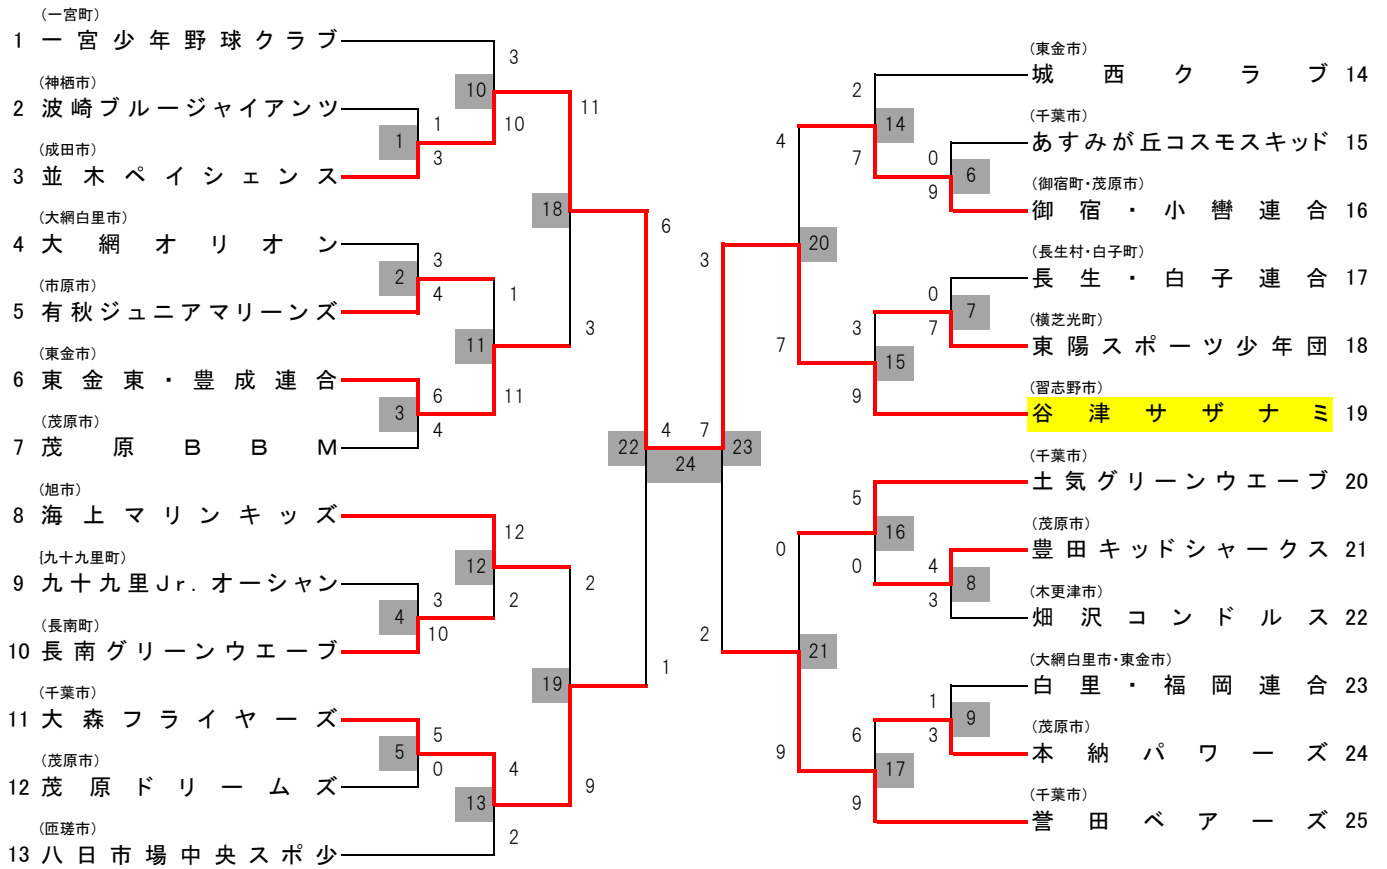 (一宮町)
1 一宮少年野球クラブ
(神栖市)
2 波崎ブルージャイアンツ
(成田市)
3 並木ペイシェンス
(大網白里市)
4 大網オリオン
(市原市)
5 有秋ジュニアマリーンズ
(東金市)
6 東金東・豊成連合
(茂原市)
7 茂原BBM
(旭市)
8 海上マリンキッズ
{九十九里町)
9 九十九里Jr.オーシャン
(長南町)
10 長南グリーンウエーブ
(千葉市)
11 大森フライヤーズ
(茂原市)
12 茂原ドリームズ
(匝瑳市)
13 八日市場中央スポ少
1
1
3
2
3
4
3
6
4
4
3
10
5
5
0
10
3
10
11
1
11
12
12
2
13
4
2
18
11
3
19
2
9
22
6
1
24
4 7
23
3
2
20
4
7
21
0
9
14
2
7
15
3
9
16
5
0
17
6
9
6
0
9
7
0
7
8
4
3
9
1
3
(東金市)
城西クラブ 14
(千葉市)
あすみが丘コスモスキッド 15
(御宿町・茂原市)
御宿・小轡連合 16
(長生村・白子町)
長生・白子連合 17
(横芝光町)
東陽スポーツ少年団 18
(習志野市)
谷津サザナミ 19
(千葉市)
土気グリーンウエーブ 20
(茂原市)
豊田キッドシャークス 21
(木更津市)
畑沢コンドルス 22
(大網白里市・東金市)
白里・福岡連合 23
(茂原市)
本納パワーズ 24
(千葉市)
誉田ベアーズ 25